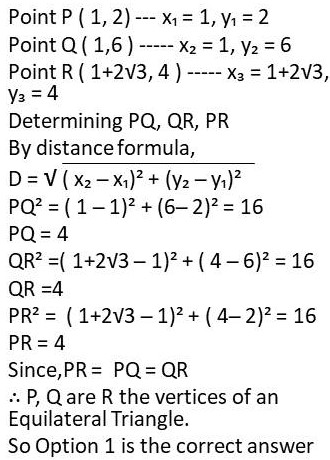 Point P ( 1, 2) --- x₁ = 1, y₁ = 2
Point Q ( 1,6 ) ----- x₂ = 1, y₂ = 6
Point R ( 1+2√3, 4 ) ----- x₃ = 1+2√3,
y₃ = 4
Determining PQ, QR, PR
By distance formula,
D = √ ( x₂ – x₁)² + (y₂ – y₁)²
PQ² = ( 1 – 1)² + (6– 2)² = 16
PQ = 4
QR² =( 1+2√3 – 1)² + ( 4 – 6)² = 16
QR =4
PR² = ( 1+2√3 – 1)² + ( 4– 2)² = 16
PR = 4
Since,PR = PQ = QR
∴ P, Q are R the vertices of an
Equilateral Triangle.
So Option 1 is the correct answer